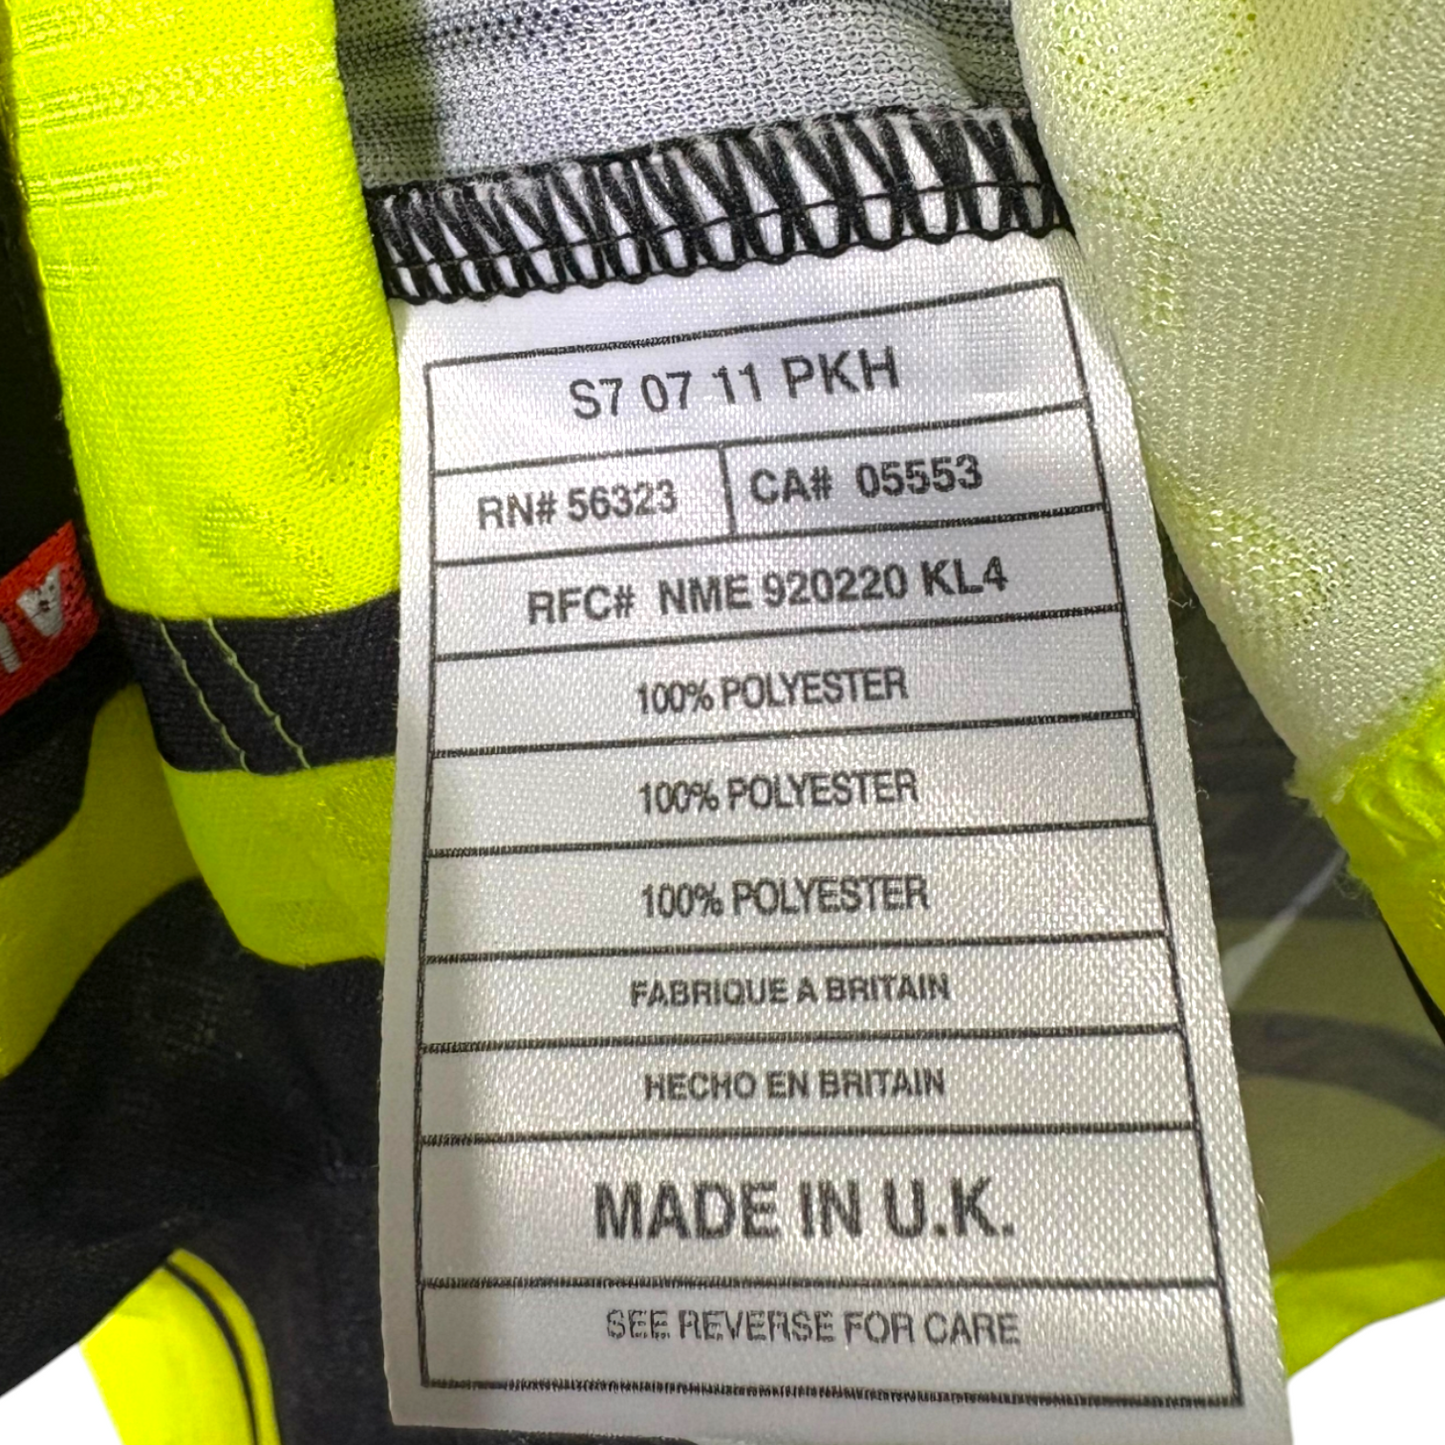 S7 07 11 PKH
RN# 56323
CA# 05553
RFC# NME 920220 KL4
100% POLYESTER
100% POLYESTER
100% POLYESTER
FABRIQUE A BRITAIN
HECHO EN BRITAIN
MADE IN U.K.
SEE REVERSE FOR CARE